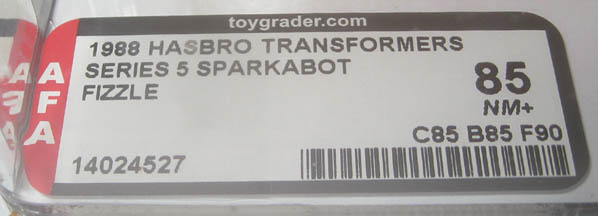 toygrader.com
AFA
1988 HASBRO TRANSFORMERS
SERIES 5 SPARKABOT
FIZZLE
85
NM+
C85 B85 F90
14024527